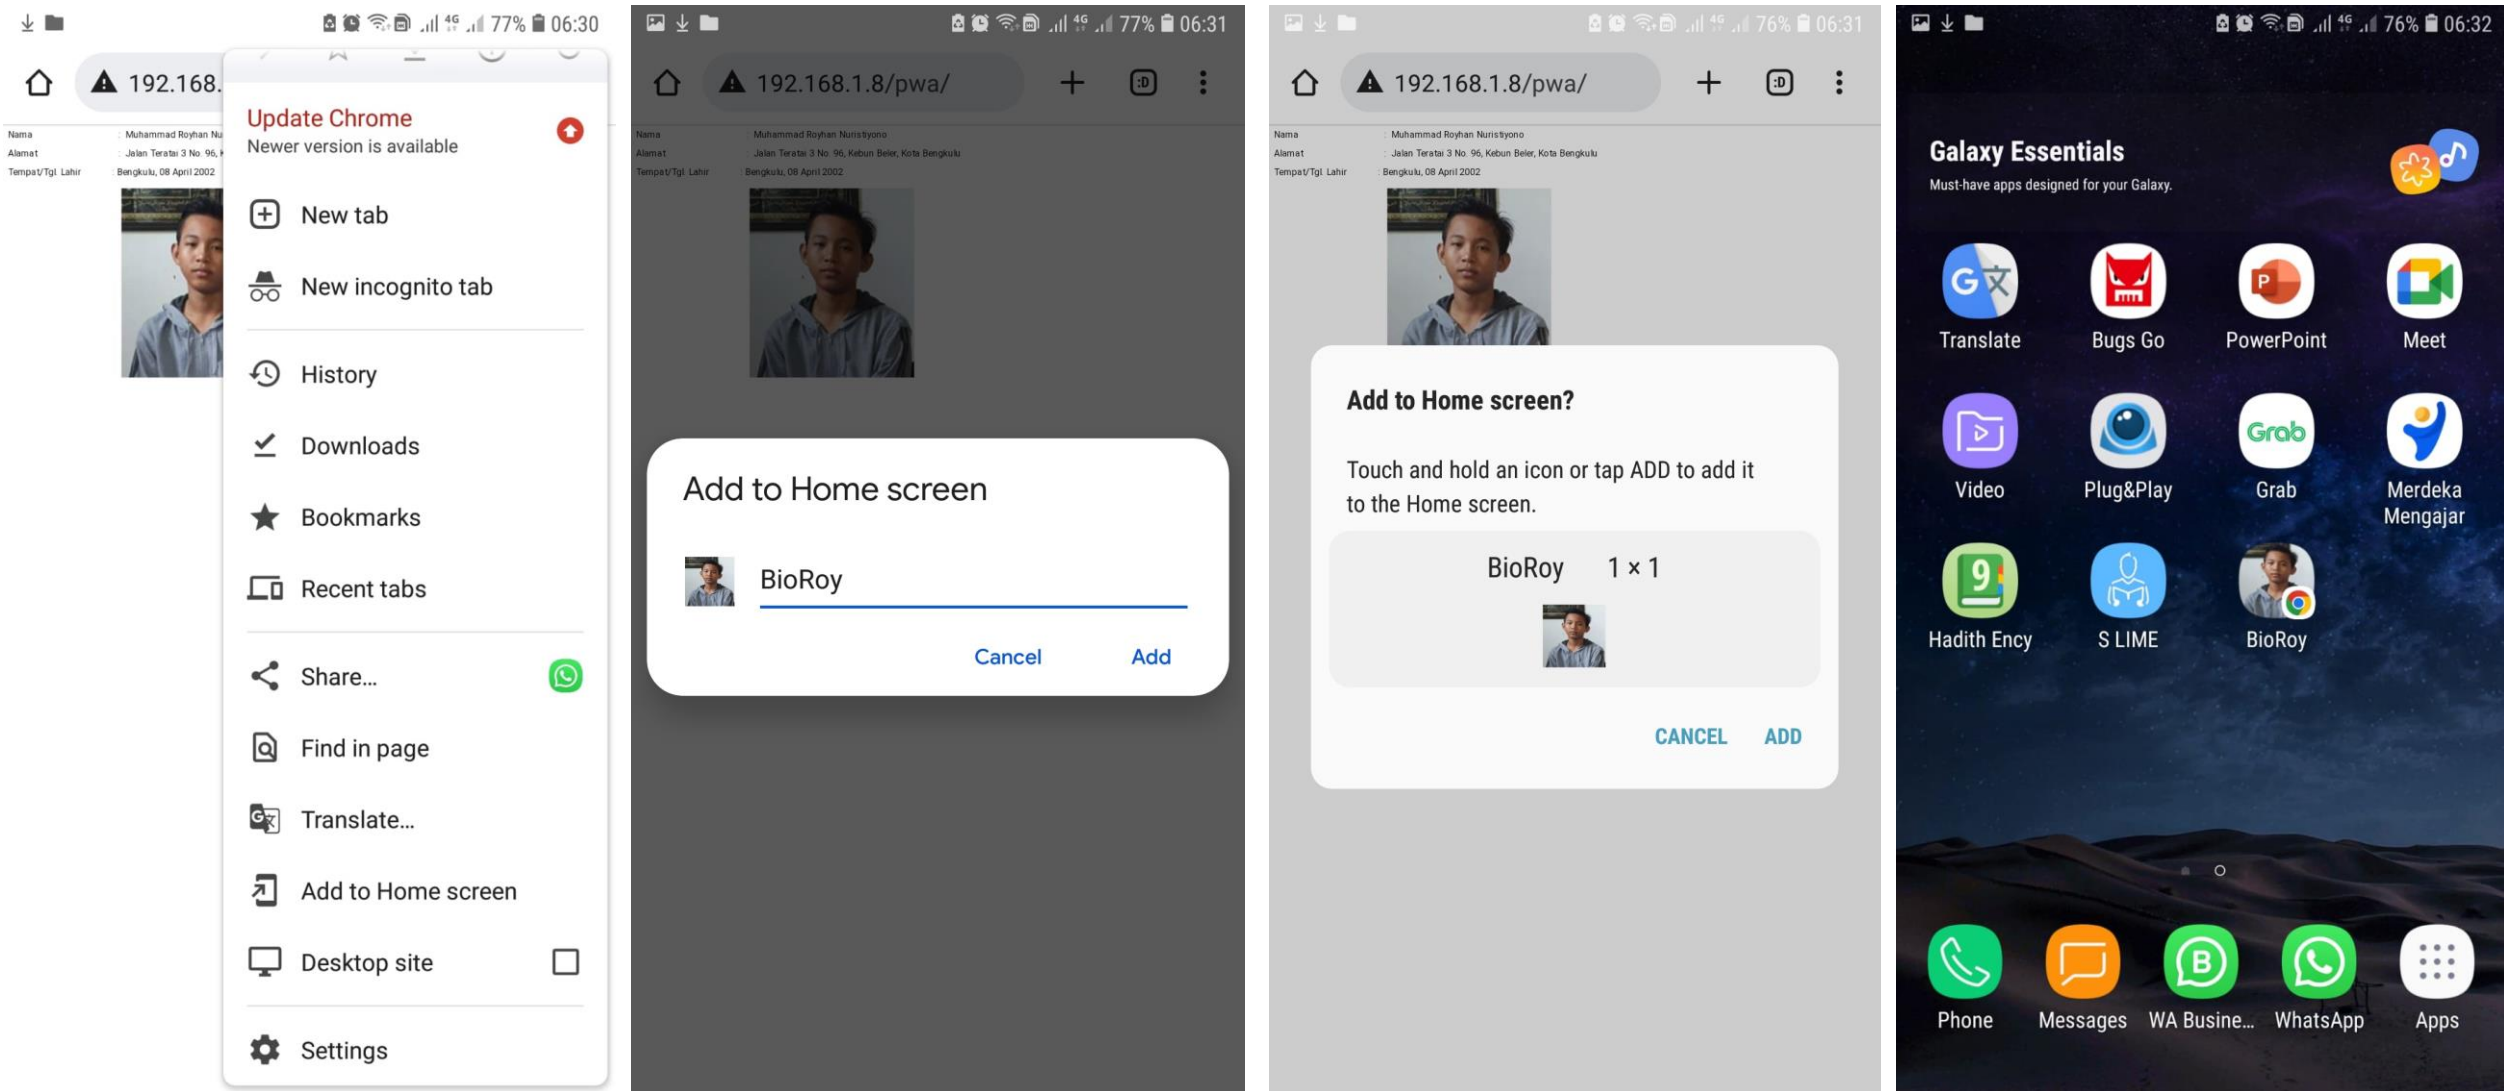 77% 06:30
192.168.
Nama : Muhammad Royhan Nu
Alamat : Jalan Teratai 3 No. 96, K
Tempat/Tgl. Lahir : Bengkulu, 08 April 2002
Update Chrome
Newer version is available
New tab
New incognito tab
History
Downloads
Bookmarks
Recent tabs
Share...
Find in page
Translate...
Add to Home screen
Desktop site
Settings
4G 77% 06:31
192.168.1.8/pwa/
:D
Nama : Muhammad Royhan Nuristiyono
Alamat : Jalan Teratai 3 No. 96, Kebun Beler, Kota Bengkulu
Tempat/Tgl. Lahir : Bengkulu, 08 April 2002
Add to Home screen
BioRoy
Cancel Add
4G 76% 06:31
192.168.1.8/pwa/
:D
Nama : Muhammad Royhan Nuristiyono
Alamat : Jalan Teratai 3 No. 96, Kebun Beler, Kota Bengkulu
Tempat/Tgl. Lahir : Bengkulu, 08 April 2002
Add to Home screen?
Touch and hold an icon or tap ADD to add it
to the Home screen.
BioRoy 1 × 1
CANCEL ADD
4G 76% 06:32
Galaxy Essentials
Must-have apps designed for your Galaxy.
Translate Bugs Go PowerPoint Meet
Grab
Video Plug&Play Grab Merdeka
Mengajar
9
Hadith Ency S LIME BioRoy
Phone Messages WA Busine... WhatsApp Apps